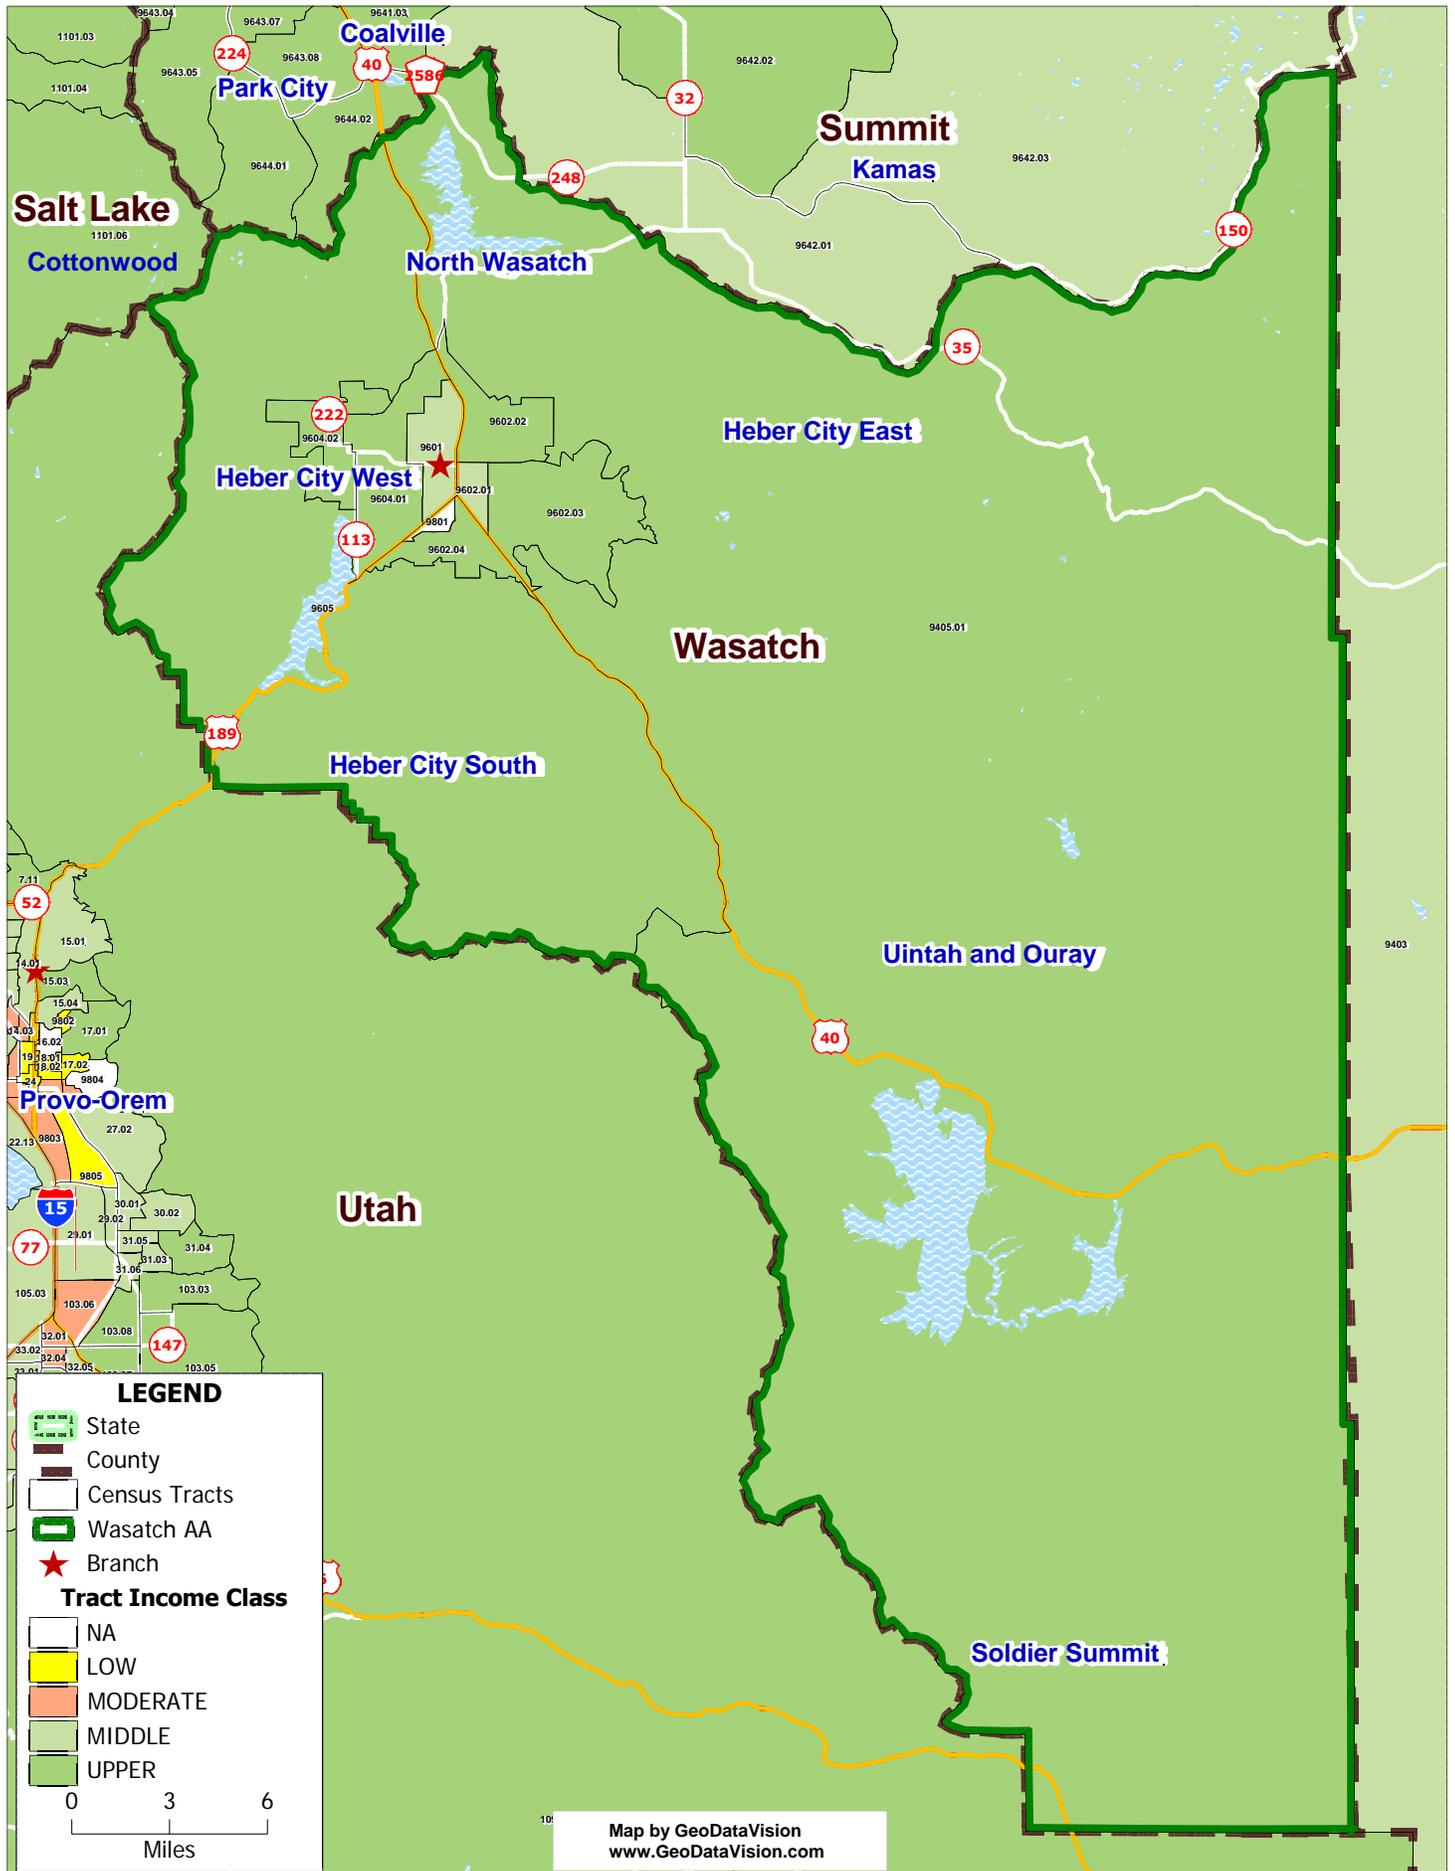 9643.04
9643.07
9641.03
Coalville
1101.03
224
9643.08
40
2586
9643.05
9642.02
1101.04
Park City
32
9644.02
Summit
9644.01
9642.03
Kamas
248
Salt Lake
1101.06
150
9642.01
Cottonwood
North Wasatch
35
222
9602.02
Heber City East
9604.02
9601
Heber City West
9604.01
9602.01
9602.03
9801
113
9602.04
9605
9405.01
Wasatch
189
Heber City South
7.11
52
15.01
9403
Uintah and Ouray
14.01
15.03
15.04
9802
14.03
17.01
16.02
40
19
18.01
18.02
17.02
9804
24
Provo-Orem
27.02
22.13
9803
9805
15
30.01
30.02
29.02
Utah
29.01
31.05
31.04
77
31.03
31.06
105.03
103.03
103.06
103.08
32.01
147
33.02
32.04
32.05
103.05
LEGEND
State
County
Census Tracts
Wasatch AA
Branch
Tract Income Class
NA
LOW
MODERATE
MIDDLE
UPPER
0 3 6
Miles
Soldier Summit
Map by GeoDataVision
www.GeoDataVision.com